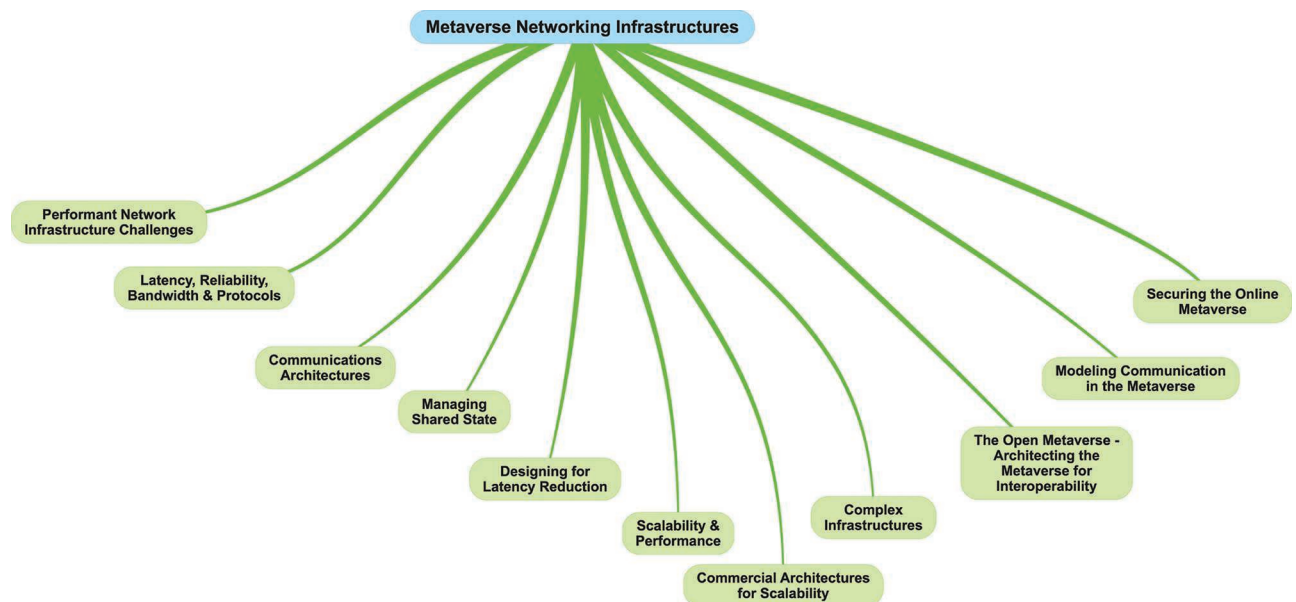 Metaverse Networking Infrastructures
Performant Network
Infrastructure Challenges
Latency, Reliability,
Bandwidth & Protocols
Communications
Architectures
Managing
Shared State
Designing for
Latency Reduction
Scalability &
Performance
Commercial Architectures
for Scalability
Complex
Infrastructures
The Open Metaverse -
Architecting the
Metaverse for
Interoperability
Modeling Communication
in the Metaverse
Securing the Online
Metaverse